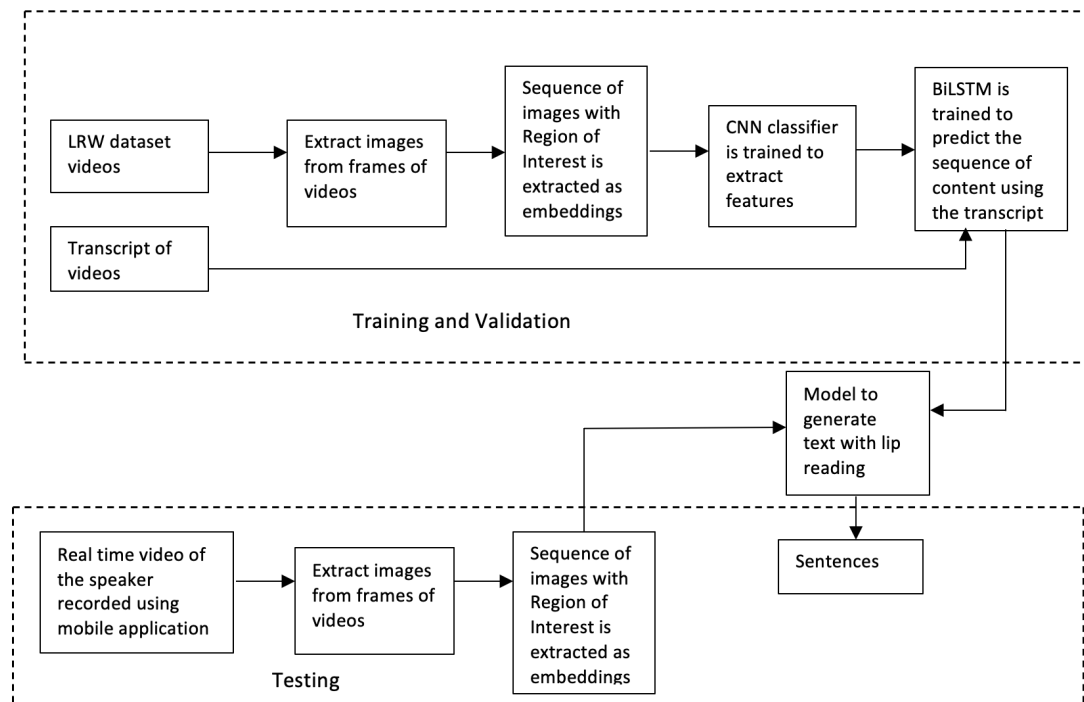 LRW dataset
videos
Extract images
from frames of
videos
Sequence of
images with
Region of
Interest is
extracted as
embeddings
CNN classifier
is trained to
extract
features
BiLSTM is
trained to
predict the
sequence of
content using
the transcript
Transcript of
videos
Training and Validation
Model to
generate
text with lip
reading
Real time video of
the speaker
recorded using
mobile application
Extract images
from frames of
videos
Sequence of
images with
Region of
Interest is
extracted as
embeddings
Sentences
Testing